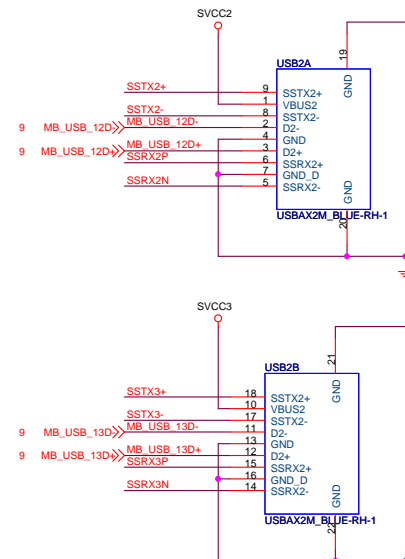 SVCC2
USB2A
19
GND
SSTX2+ 9 SSTX2+
1 VBUS2
SSTX2- 8 SSTX2-
9 MB_USB_12D- MB_USB_12D- 2 D2-
4 GND
9 MB_USB_12D+ MB_USB_12D+ 3 D2+
SSRX2P 6 SSRX2+
7 GND_D
SSRX2N 5 SSRX2-
GND
USBAX2M_BLUE-RH-1
20
SVCC3
USB2B
21
GND
SSTX3+ 18 SSTX2+
10 VBUS2
SSTX3- 17 SSTX2-
9 MB_USB_13D- MB_USB_13D- 11 D2-
13 GND
9 MB_USB_13D+ MB_USB_13D+ 12 D2+
SSRX3P 15 SSRX2+
16 GND_D
SSRX3N 14 SSRX2-
GND
USBAX2M_BLUE-RH-1
22